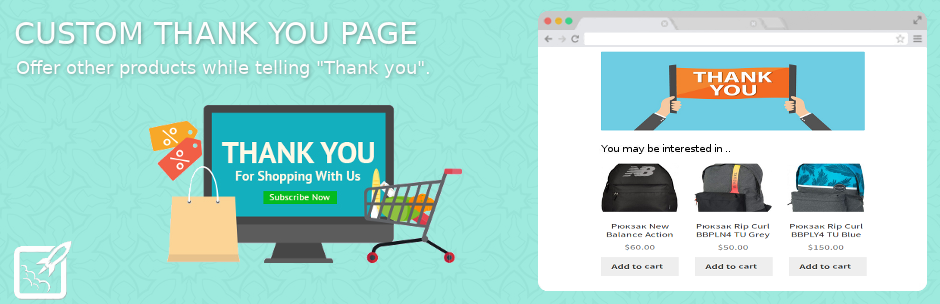 CUSTOM THANK YOU PAGE
Offer other products while telling "Thank you".
%
%
THANK YOU
For Shopping With Us
Subscribe Now
THANK
YOU
You may be interested in ..
NB
Рюкзак New
Balance Action
$60.00
Add to cart
Рюкзак Rip Curl
BBPLN4 TU Grey
$50.00
Add to cart
Рюкзак Rip Curl
BBPLY4 TU Blue
$150.00
Add to cart